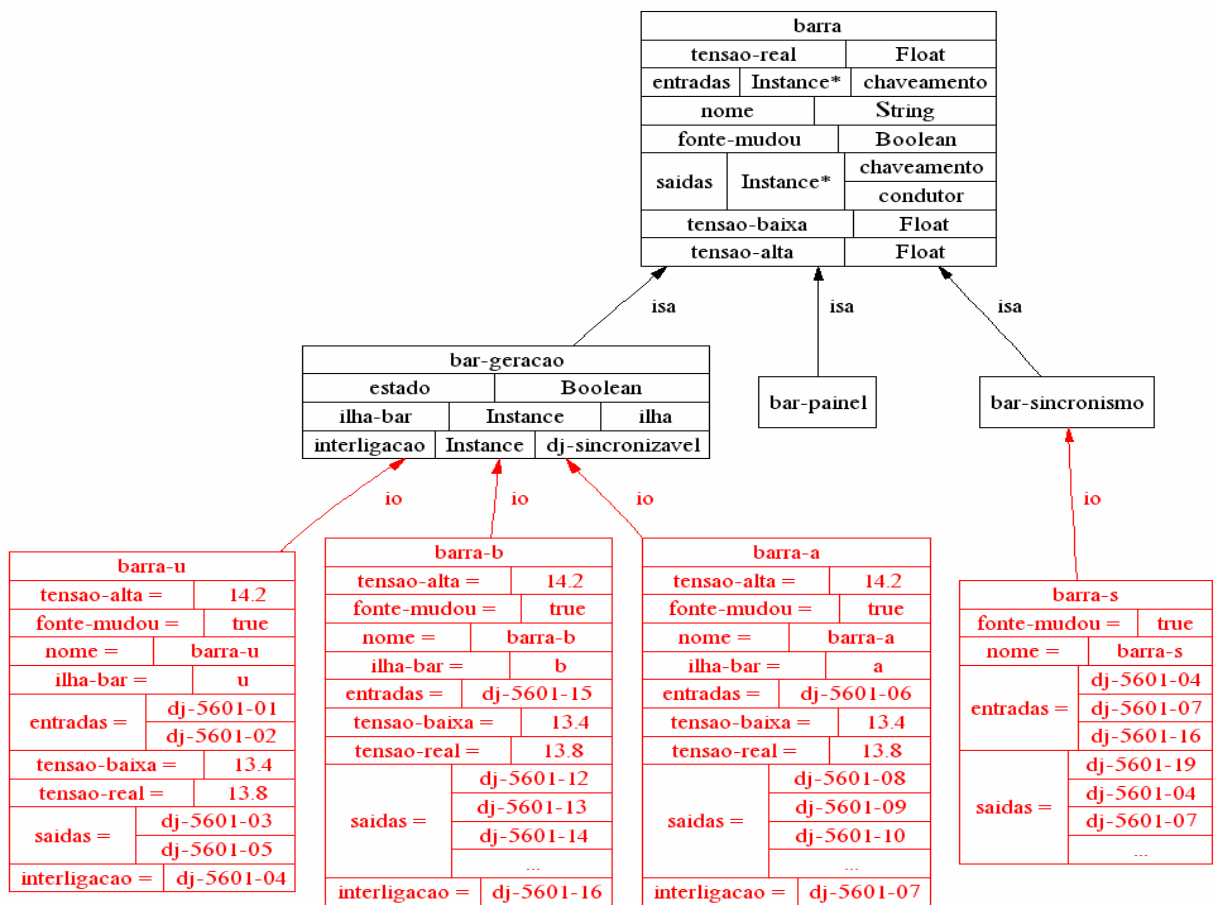 barra
tensao-real Float
entradas Instance* chaveamento
nome String
fonte-mudou Boolean
saidas Instance* chaveamento
condutor
tensao-baixa Float
tensao-alta Float
isa isa isa
bar-geracao
estado Boolean
ilha-bar Instance ilha
interligacao Instance dj-sincronizavel
bar-painel
bar-sincronismo
io io io io
barra-u
tensao-alta = 14.2
fonte-mudou = true
nome = barra-u
ilha-bar = u
entradas = dj-5601-01
dj-5601-02
tensao-baixa = 13.4
tensao-real = 13.8
saidas = dj-5601-03
dj-5601-05
interligacao = dj-5601-04
barra-b
tensao-alta = 14.2
fonte-mudou = true
nome = barra-b
ilha-bar = b
entradas = dj-5601-15
tensao-baixa = 13.4
tensao-real = 13.8
saidas = dj-5601-12
dj-5601-13
dj-5601-14
...
interligacao = dj-5601-16
barra-a
tensao-alta = 14.2
fonte-mudou = true
nome = barra-a
ilha-bar = a
entradas = dj-5601-06
tensao-baixa = 13.4
tensao-real = 13.8
saidas = dj-5601-08
dj-5601-09
dj-5601-10
...
interligacao = dj-5601-07
barra-s
fonte-mudou = true
nome = barra-s
entradas = dj-5601-04
dj-5601-07
dj-5601-16
saidas = dj-5601-19
dj-5601-04
dj-5601-07
...